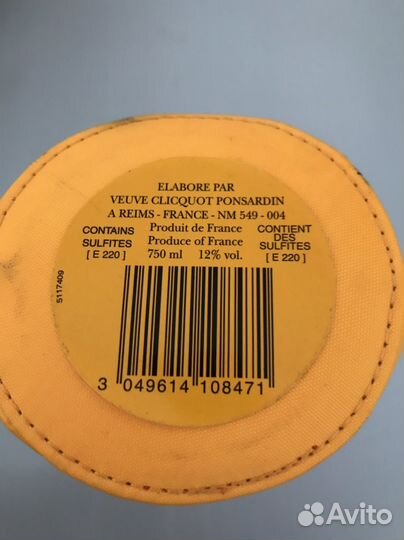 ELABORE PAR
VEUVE CLICQUOT PONSARDIN
A REIMS - FRANCE - NM 549 - 004
CONTAINS
SULFITES
[ E 220 ]
Produit de France
Produce of France
750 ml 12% vol.
CONTIENT
DES
SULFITES
[ E 220 ]
5117409
3 049614 108471
Avito